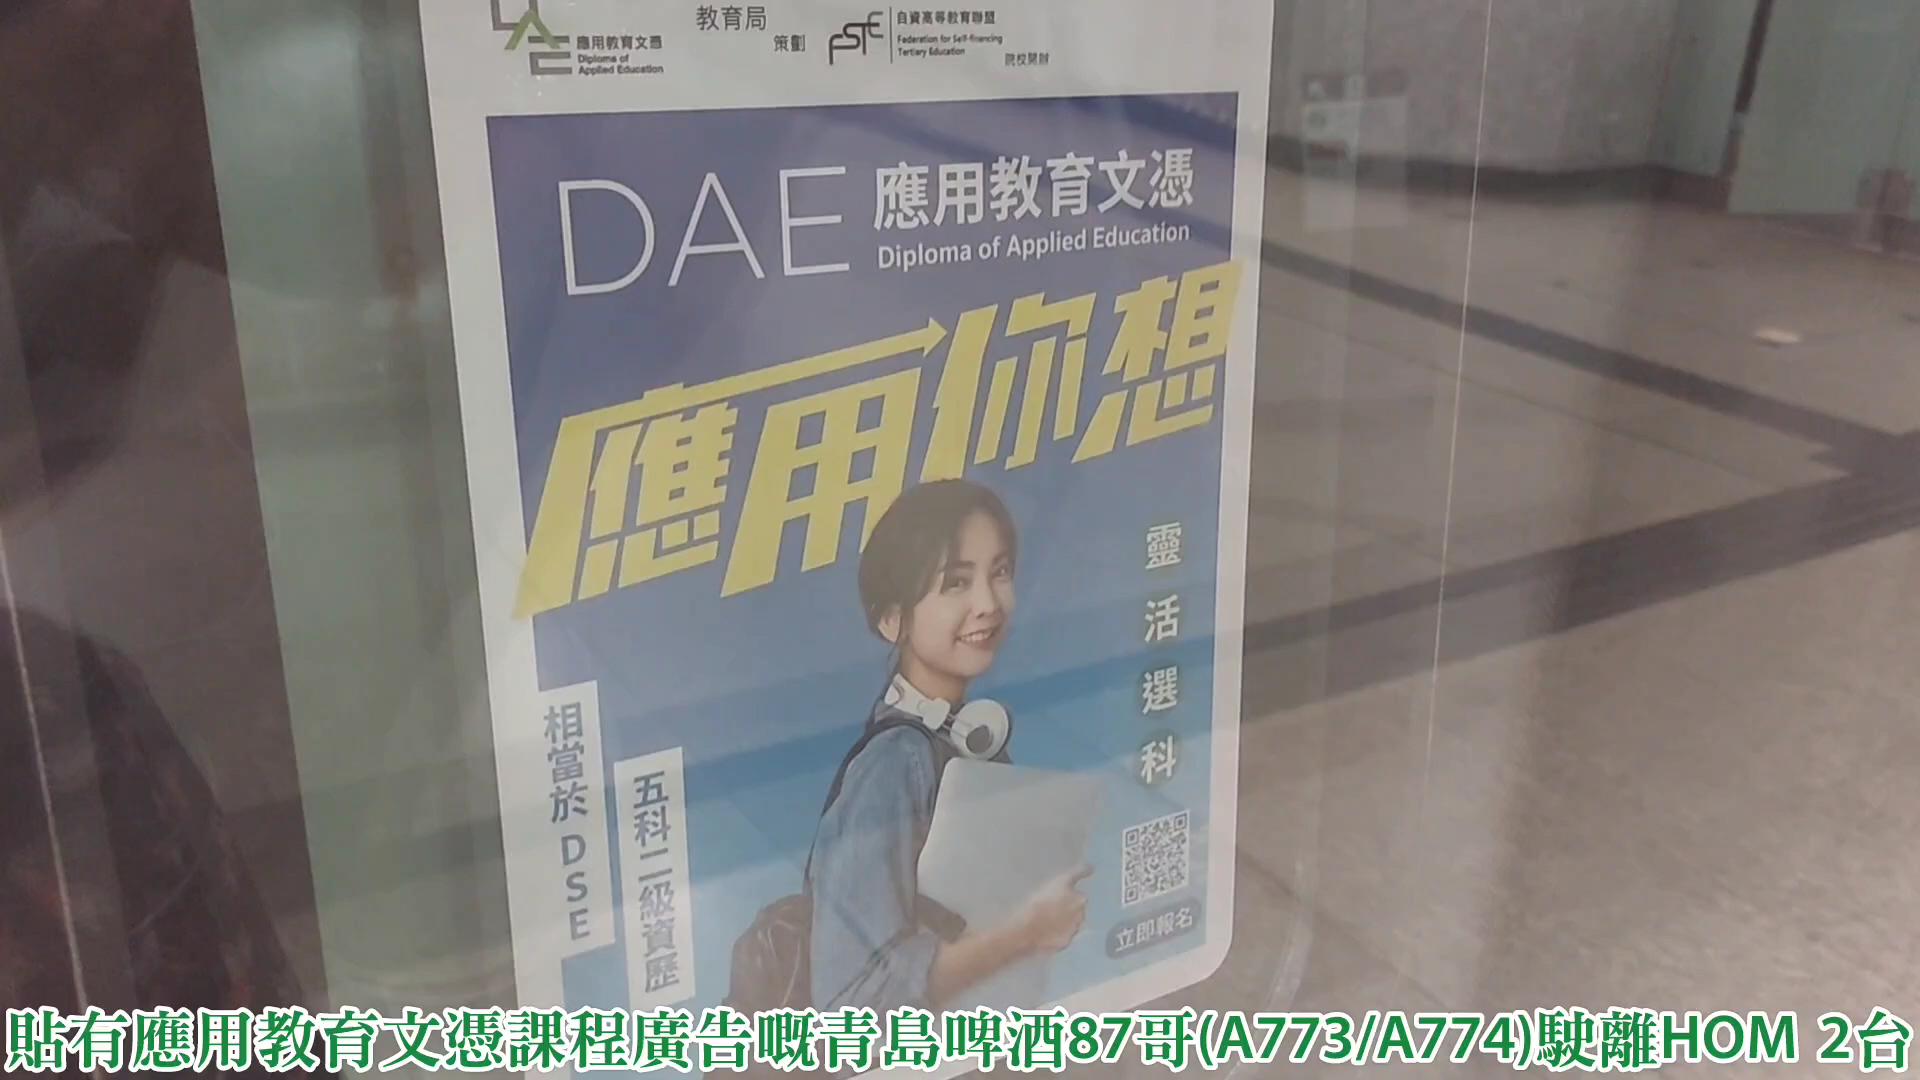 應用教育文憑
Diploma of
Applied Education
教育局
策劃
FSTE
自資高等教育聯盟
Federation for Self-financing
Tertiary Education
院校開辦
DAE
應用教育文憑
Diploma of Applied Education
應用你想
靈活選科
相當於DSE
五科二級資歷
立即報名
貼有應用教育文憑課程廣告嘅青島啤酒87哥(A773/A774)駛離HOM 2台